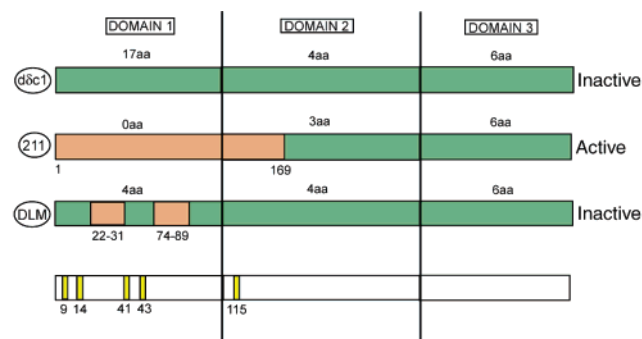 DOMAIN 1 DOMAIN 2 DOMAIN 3
17aa 4aa 6aa
dδc1 Inactive
0aa 3aa 6aa
211 Active
1 169
4aa 4aa 6aa
DLM Inactive
22-31 74-89
9 14 41 43 115